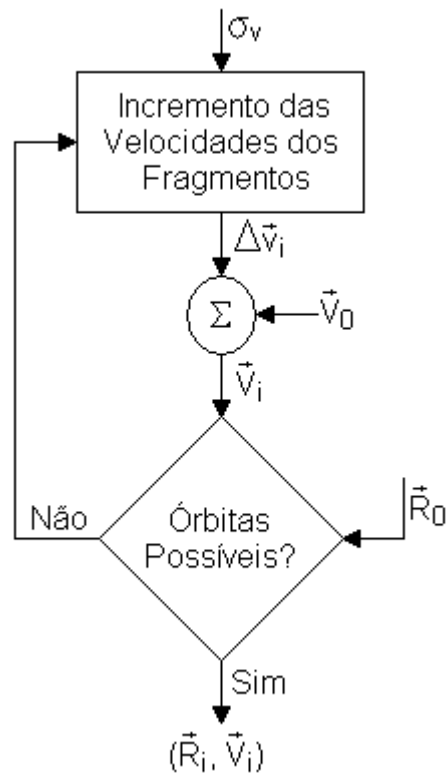 σᵥ
Incremento das
Velocidades dos
Fragmentos
Δv⃗ᵢ
Σ
V⃗₀
V⃗ᵢ
R⃗₀
Não
Órbitas
Possíveis?
Sim
(R⃗ᵢ, V⃗ᵢ)